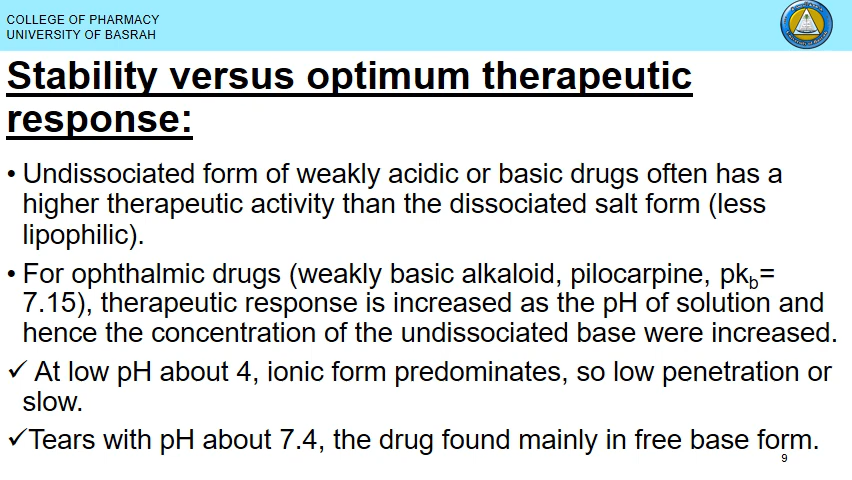 COLLEGE OF PHARMACY
UNIVERSITY OF BASRAH
Stability versus optimum therapeutic
response:
• Undissociated form of weakly acidic or basic drugs often has a
higher therapeutic activity than the dissociated salt form (less
lipophilic).
• For ophthalmic drugs (weakly basic alkaloid, pilocarpine, pkb=
7.15), therapeutic response is increased as the pH of solution and
hence the concentration of the undissociated base were increased.
✓ At low pH about 4, ionic form predominates, so low penetration or
slow.
✓Tears with pH about 7.4, the drug found mainly in free base form.
9